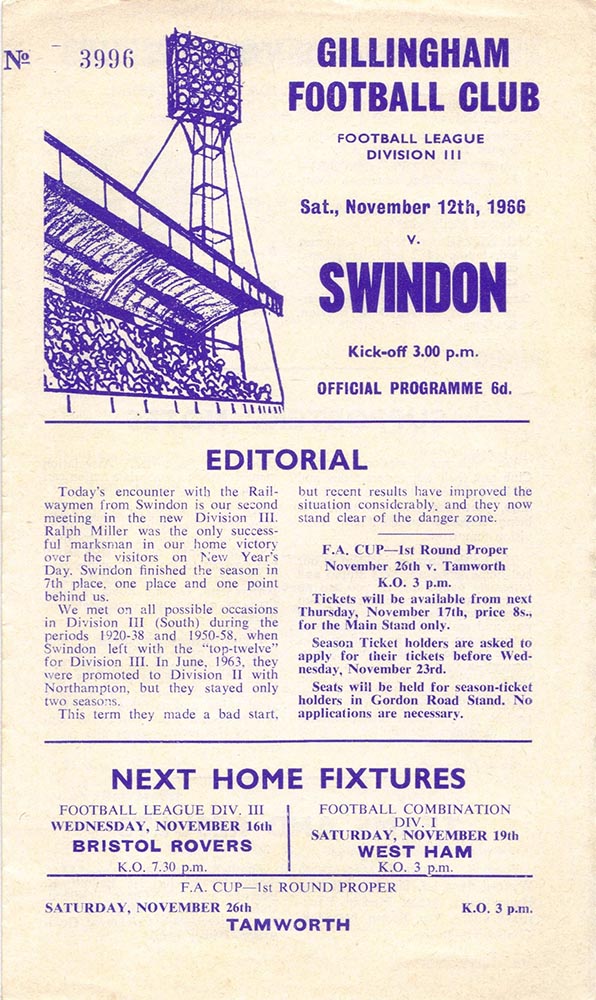 Nº 3996
GILLINGHAM
FOOTBALL CLUB
FOOTBALL LEAGUE
DIVISION III
Sat., November 12th, 1966
v.
SWINDON
Kick-off 3.00 p.m.
OFFICIAL PROGRAMME 6d.
EDITORIAL
Today's encounter with the Rail-
waymen from Swindon is our second
meeting in the new Division III.
Ralph Miller was the only success-
ful marksman in our home victory
over the visitors on New Year's
Day. Swindon finished the season in
7th place, one place and one point
behind us.
We met on all possible occasions
in Division III (South) during the
periods 1920-38 and 1950-58, when
Swindon left with the "top-twelve"
for Division III. In June, 1963, they
were promoted to Division II with
Northampton, but they stayed only
two seasons.
This term they made a bad start,
but recent results have improved the
situation considerably, and they now
stand clear of the danger zone.
F.A. CUP—1st Round Proper
November 26th v. Tamworth
K.O. 3 p.m.
Tickets will be available from next
Thursday, November 17th, price 8s.,
for the Main Stand only.
Season Ticket holders are asked to
apply for their tickets before Wed-
nesday, November 23rd.
Seats will be held for season-ticket
holders in Gordon Road Stand. No
applications are necessary.
NEXT HOME FIXTURES
FOOTBALL LEAGUE DIV. III
WEDNESDAY, NOVEMBER 16th
BRISTOL ROVERS
K.O. 7.30 p.m.
FOOTBALL COMBINATION
DIV. I
SATURDAY, NOVEMBER 19th
WEST HAM
K.O. 3 p.m.
F.A. CUP—1st ROUND PROPER
SATURDAY, NOVEMBER 26th K.O. 3 p.m.
TAMWORTH